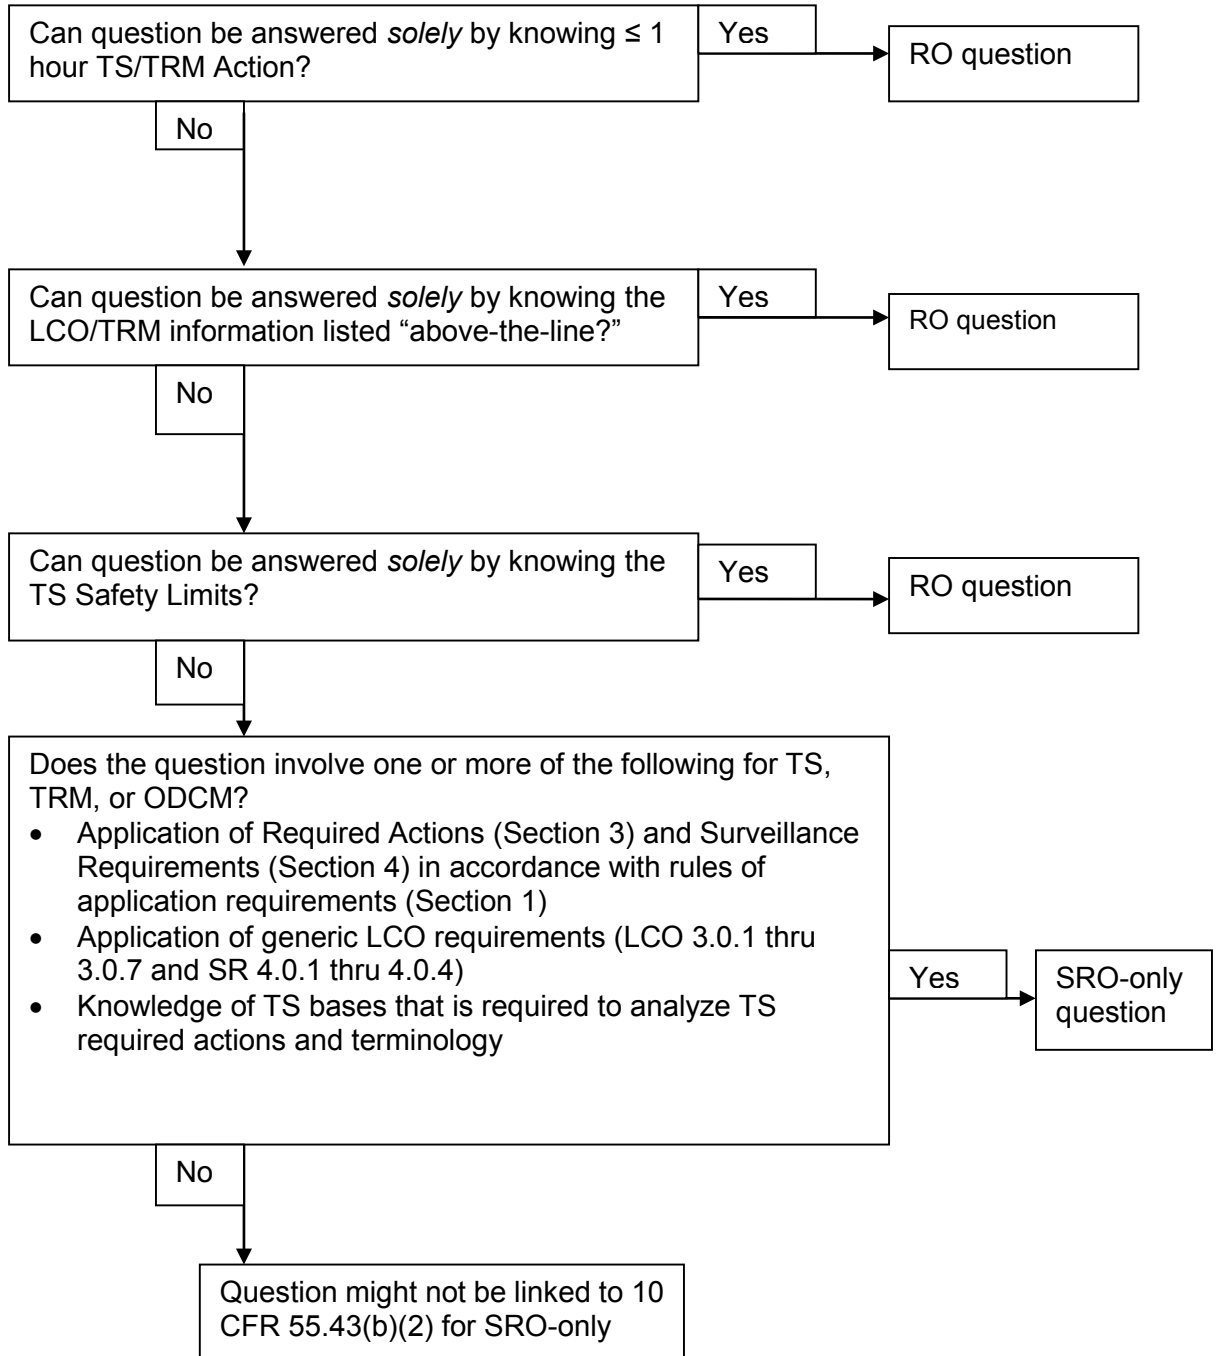 Can question be answered solely by knowing ≤ 1
hour TS/TRM Action?
Yes
RO question
No
Can question be answered solely by knowing the
LCO/TRM information listed “above-the-line?”
Yes
RO question
No
Can question be answered solely by knowing the
TS Safety Limits?
Yes
RO question
No
Does the question involve one or more of the following for TS,
TRM, or ODCM?
• Application of Required Actions (Section 3) and Surveillance
Requirements (Section 4) in accordance with rules of
application requirements (Section 1)
• Application of generic LCO requirements (LCO 3.0.1 thru
3.0.7 and SR 4.0.1 thru 4.0.4)
• Knowledge of TS bases that is required to analyze TS
required actions and terminology
Yes
SRO-only
question
No
Question might not be linked to 10
CFR 55.43(b)(2) for SRO-only